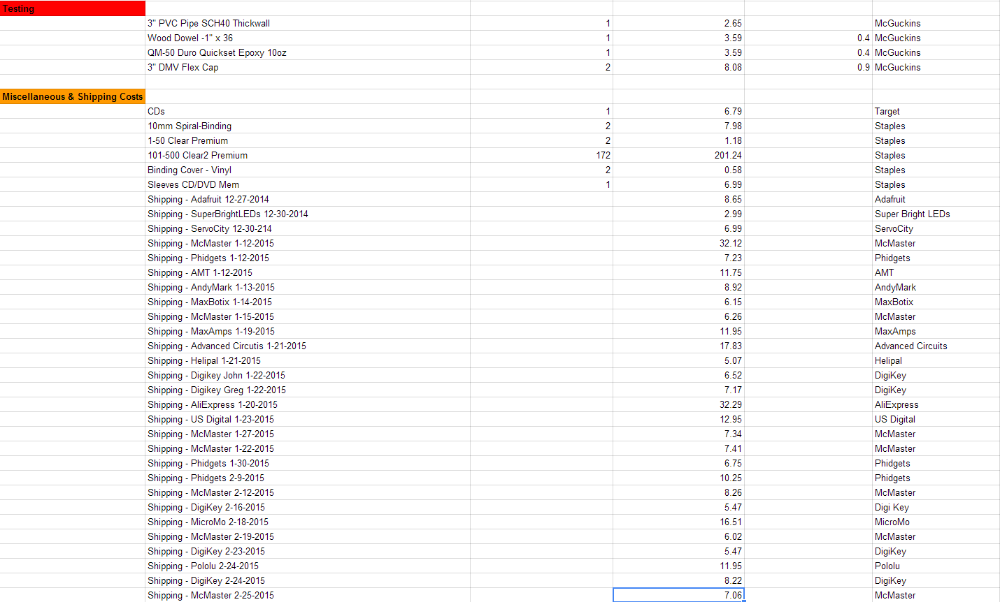 Testing
3" PVC Pipe SCH40 Thickwall 1 2.65 McGuckins
Wood Dowel -1" x 36 1 3.59 0.4 McGuckins
QM-50 Duro Quickset Epoxy 10oz 1 3.59 0.4 McGuckins
3" DMV Flex Cap 2 8.08 0.9 McGuckins
Miscellaneous & Shipping Costs
CDs 1 6.79 Target
10mm Spiral-Binding 2 7.98 Staples
1-50 Clear Premium 2 1.18 Staples
101-500 Clear2 Premium 172 201.24 Staples
Binding Cover - Vinyl 2 0.58 Staples
Sleeves CD/DVD Mem 1 6.99 Staples
Shipping - Adafruit 12-27-2014 8.65 Adafruit
Shipping - SuperBrightLEDs 12-30-2014 2.99 Super Bright LEDs
Shipping - ServoCity 12-30-214 6.99 ServoCity
Shipping - McMaster 1-12-2015 32.12 McMaster
Shipping - Phidgets 1-12-2015 7.23 Phidgets
Shipping - AMT 1-12-2015 11.75 AMT
Shipping - AndyMark 1-13-2015 8.92 AndyMark
Shipping - MaxBotix 1-14-2015 6.15 MaxBotix
Shipping - McMaster 1-15-2015 6.26 McMaster
Shipping - MaxAmps 1-19-2015 11.95 MaxAmps
Shipping - Advanced Circutis 1-21-2015 17.83 Advanced Circuits
Shipping - Helipal 1-21-2015 5.07 Helipal
Shipping - Digikey John 1-22-2015 6.52 DigiKey
Shipping - Digikey Greg 1-22-2015 7.17 DigiKey
Shipping - AliExpress 1-20-2015 32.29 AliExpress
Shipping - US Digital 1-23-2015 12.95 US Digital
Shipping - McMaster 1-27-2015 7.34 McMaster
Shipping - McMaster 1-22-2015 7.41 McMaster
Shipping - Phidgets 1-30-2015 6.75 Phidgets
Shipping - Phidgets 2-9-2015 10.25 Phidgets
Shipping - McMaster 2-12-2015 8.26 McMaster
Shipping - DigiKey 2-16-2015 5.47 Digi Key
Shipping - MicroMo 2-18-2015 16.51 MicroMo
Shipping - McMaster 2-19-2015 6.02 McMaster
Shipping - DigiKey 2-23-2015 5.47 DigiKey
Shipping - Pololu 2-24-2015 11.95 Pololu
Shipping - DigiKey 2-24-2015 8.22 DigiKey
Shipping - McMaster 2-25-2015 7.06 McMaster